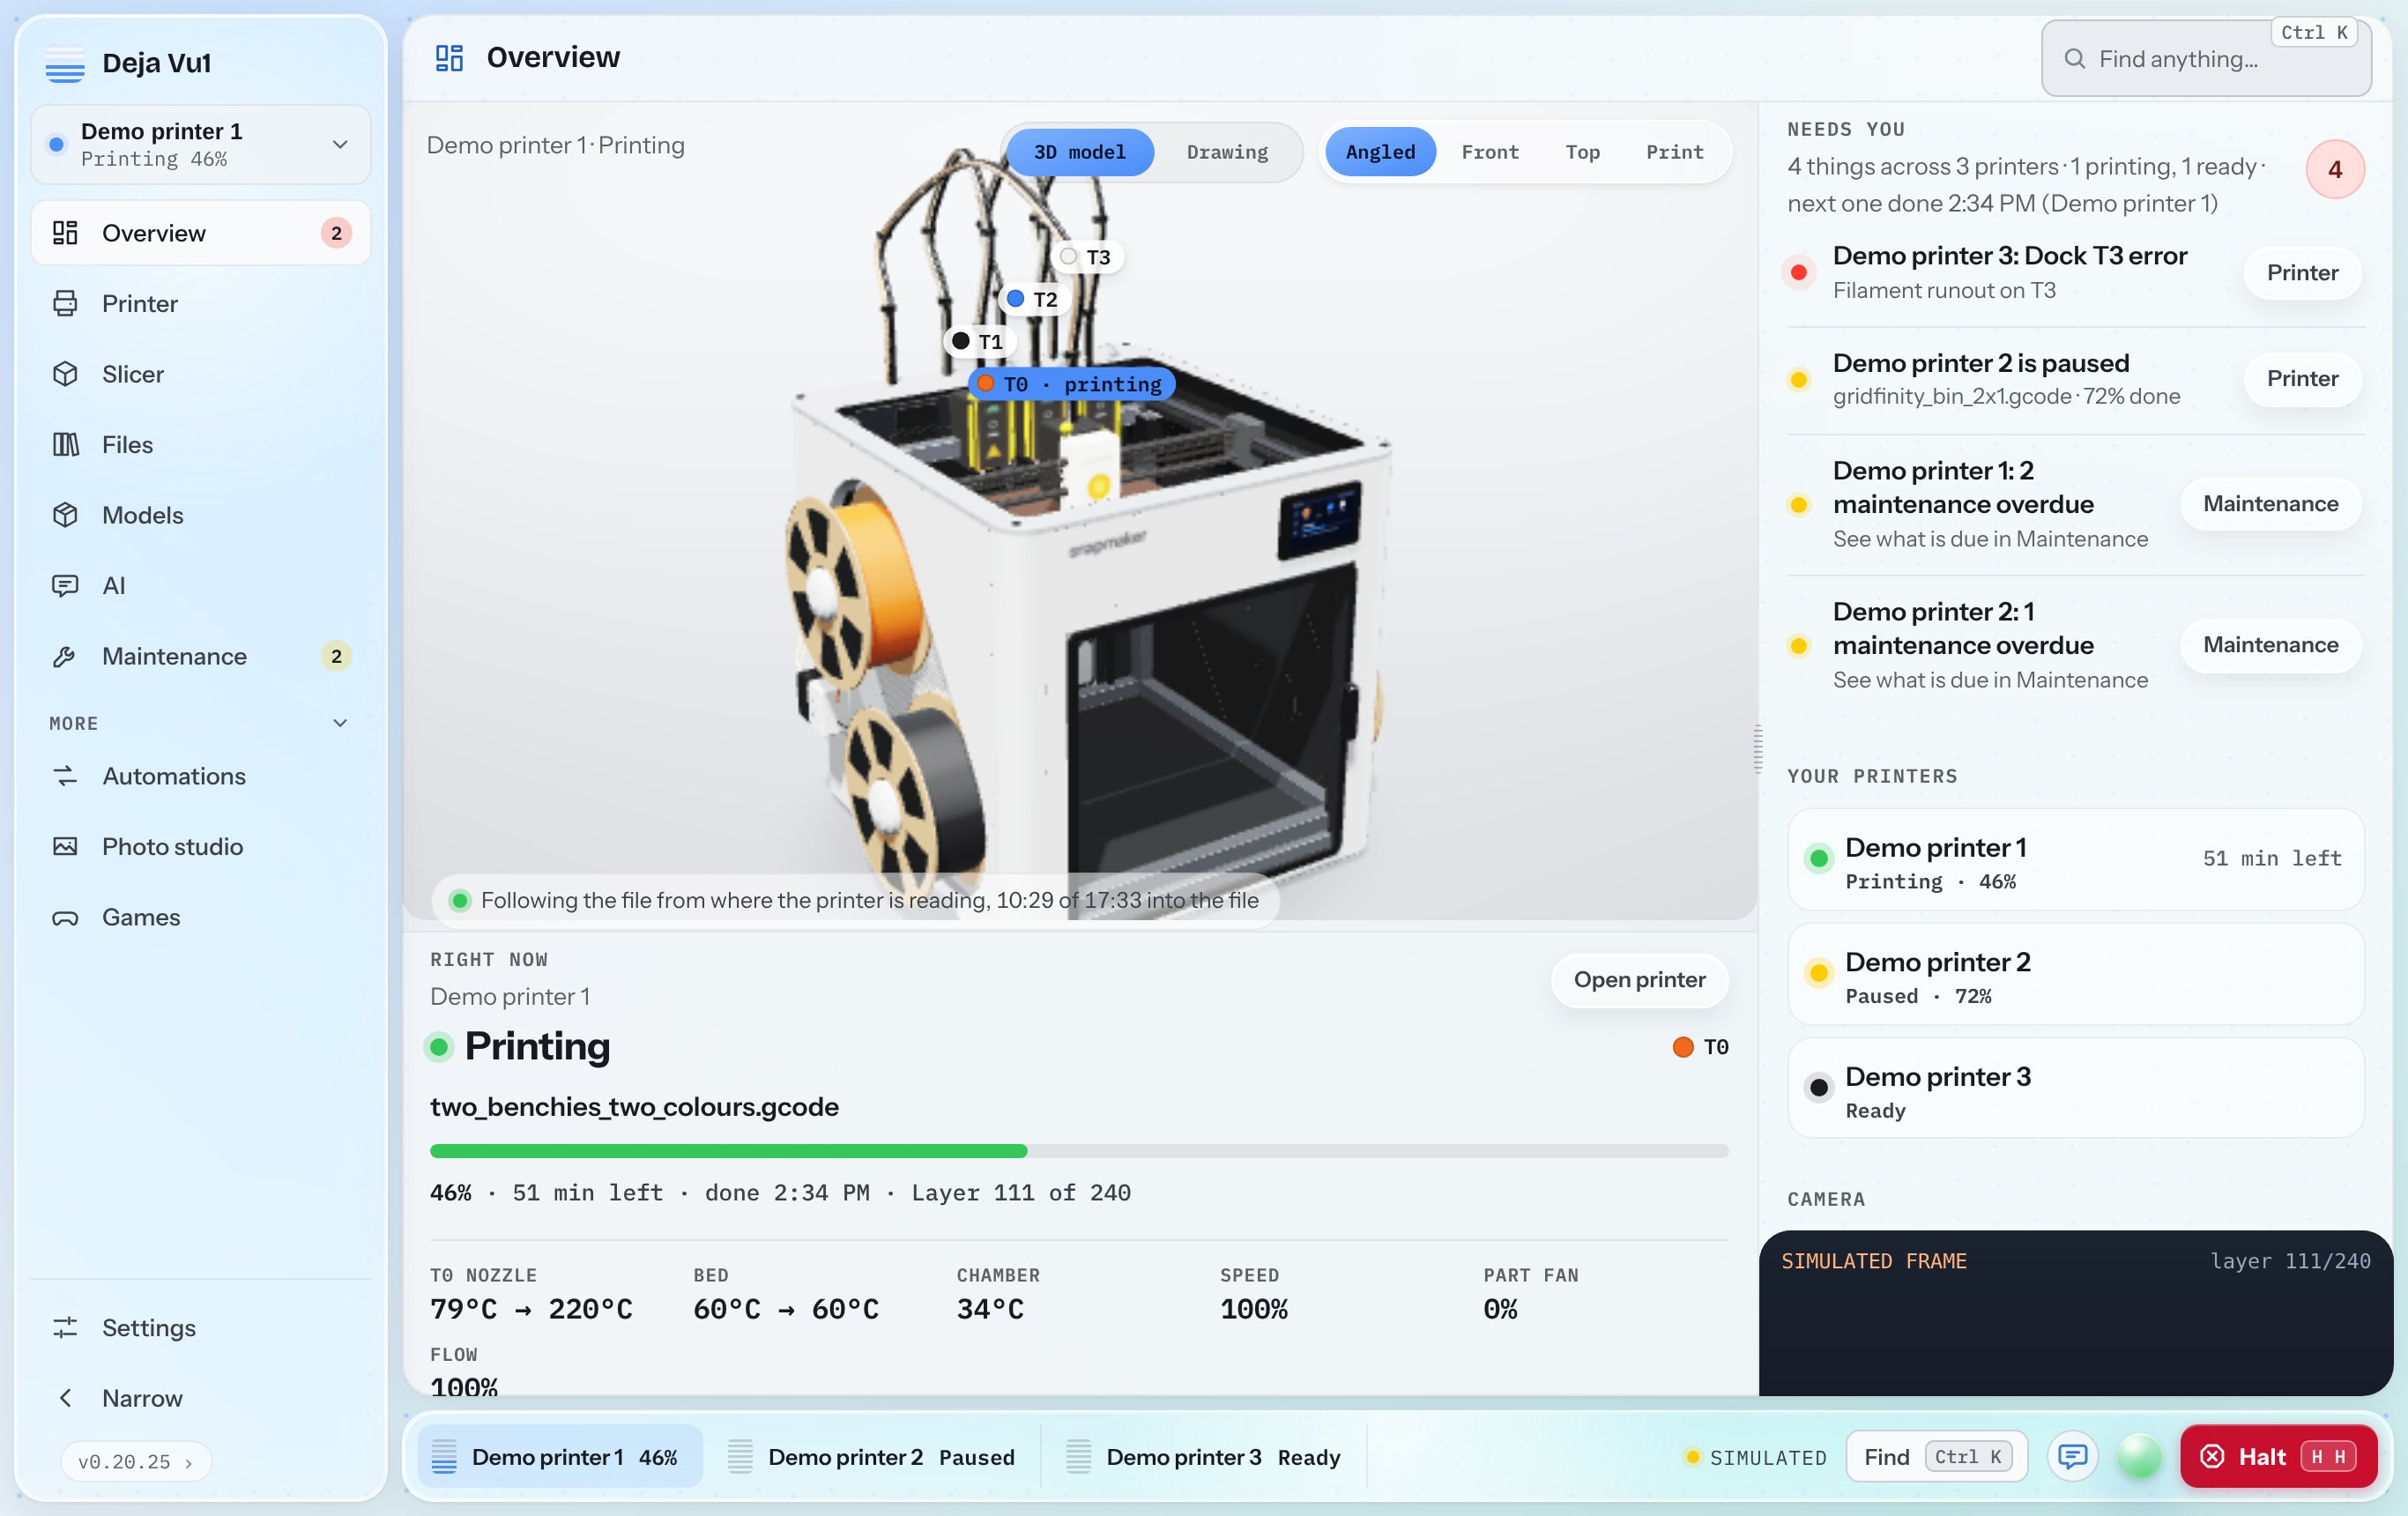 Deja Vu1
Demo printer 1
Printing 46%
Overview 2
Printer
Slicer
Files
Models
AI
Maintenance 2
MORE
Automations
Photo studio
Games
Settings
Narrow
v0.20.25 ›
Overview
Find anything...
Ctrl K
Demo printer 1 · Printing
3D model
Drawing
Angled
Front
Top
Print
T3
T2
T1
T0 · printing
snapmaker
Following the file from where the printer is reading, 10:29 of 17:33 into the file
RIGHT NOW
Demo printer 1
Open printer
Printing
T0
two_benchies_two_colours.gcode
46% · 51 min left · done 2:34 PM · Layer 111 of 240
T0 NOZZLE
79°C → 220°C
BED
60°C → 60°C
CHAMBER
34°C
SPEED
100%
PART FAN
0%
FLOW
100%
NEEDS YOU
4 things across 3 printers · 1 printing, 1 ready ·
next one done 2:34 PM (Demo printer 1)
4
Demo printer 3: Dock T3 error
Filament runout on T3
Printer
Demo printer 2 is paused
gridfinity_bin_2x1.gcode · 72% done
Printer
Demo printer 1: 2
maintenance overdue
See what is due in Maintenance
Maintenance
Demo printer 2: 1
maintenance overdue
See what is due in Maintenance
Maintenance
YOUR PRINTERS
Demo printer 1
Printing · 46%
51 min left
Demo printer 2
Paused · 72%
Demo printer 3
Ready
CAMERA
SIMULATED FRAME
layer 111/240
Demo printer 1 46%
Demo printer 2 Paused
Demo printer 3 Ready
SIMULATED
Find Ctrl K
Halt H H